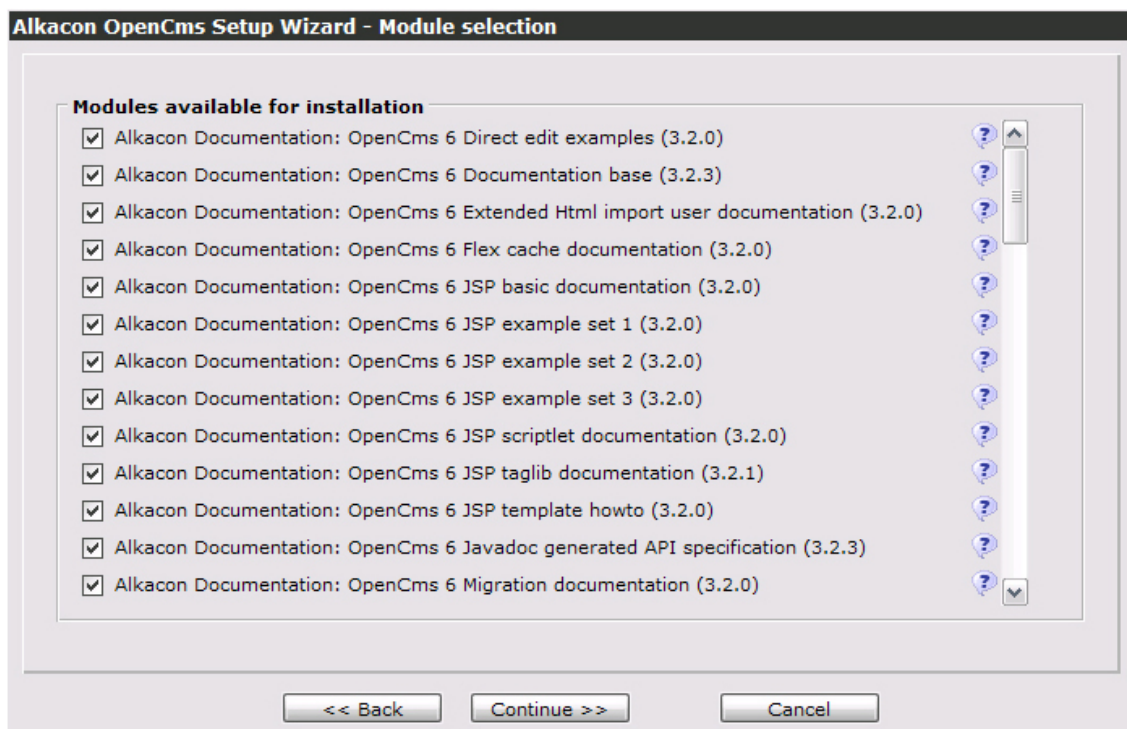 Alkacon OpenCms Setup Wizard - Module selection
Modules available for installation
Alkacon Documentation: OpenCms 6 Direct edit examples (3.2.0)
Alkacon Documentation: OpenCms 6 Documentation base (3.2.3)
Alkacon Documentation: OpenCms 6 Extended Html import user documentation (3.2.0)
Alkacon Documentation: OpenCms 6 Flex cache documentation (3.2.0)
Alkacon Documentation: OpenCms 6 JSP basic documentation (3.2.0)
Alkacon Documentation: OpenCms 6 JSP example set 1 (3.2.0)
Alkacon Documentation: OpenCms 6 JSP example set 2 (3.2.0)
Alkacon Documentation: OpenCms 6 JSP example set 3 (3.2.0)
Alkacon Documentation: OpenCms 6 JSP scriptlet documentation (3.2.0)
Alkacon Documentation: OpenCms 6 JSP taglib documentation (3.2.1)
Alkacon Documentation: OpenCms 6 JSP template howto (3.2.0)
Alkacon Documentation: OpenCms 6 Javadoc generated API specification (3.2.3)
Alkacon Documentation: OpenCms 6 Migration documentation (3.2.0)
<< Back Continue >> Cancel